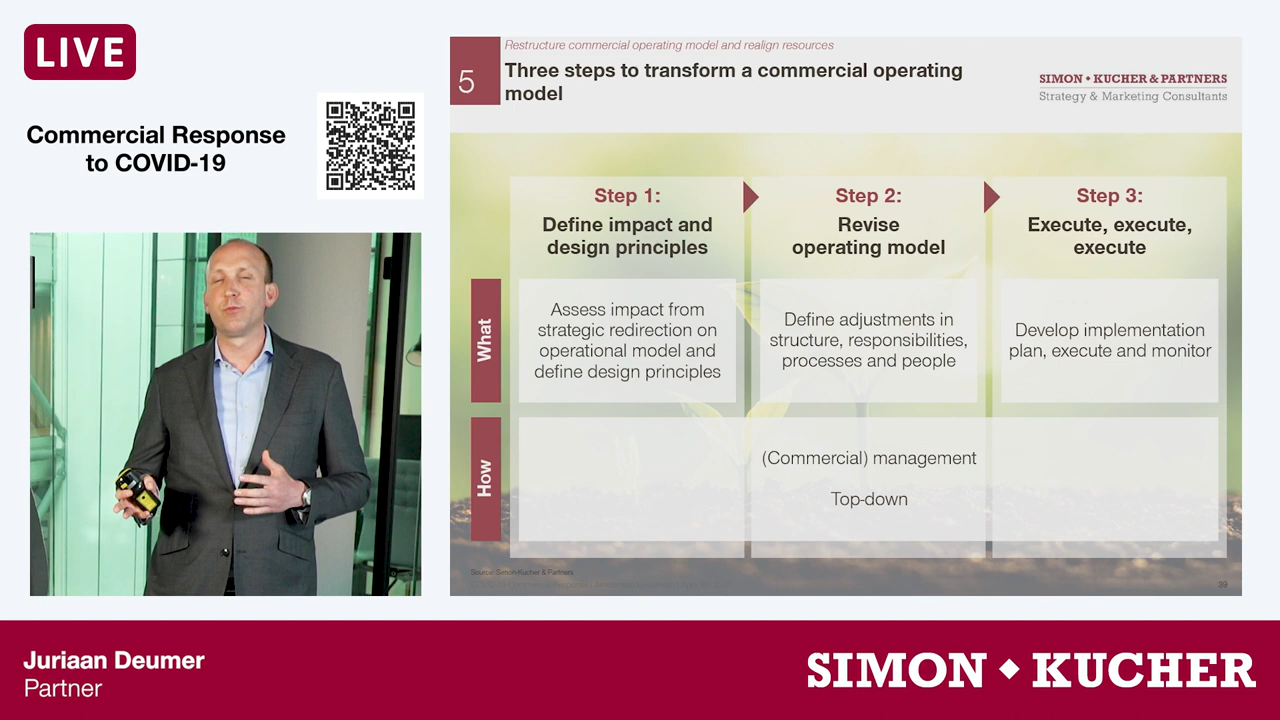 LIVE
Commercial Response
to COVID-19
Restructure commercial operating model and realign resources
5
Three steps to transform a commercial operating
model
SIMON • KUCHER & PARTNERS
Strategy & Marketing Consultants
Step 1:
Define impact and
design principles
Step 2:
Revise
operating model
Step 3:
Execute, execute,
execute
What
Assess impact from
strategic redirection on
operational model and
define design principles
Define adjustments in
structure, responsibilities,
processes and people
Develop implementation
plan, execute and monitor
How
(Commercial) management
Top-down
Source: Simon-Kucher & Partners
39
Juriaan Deumer
Partner
SIMON ◆ KUCHER